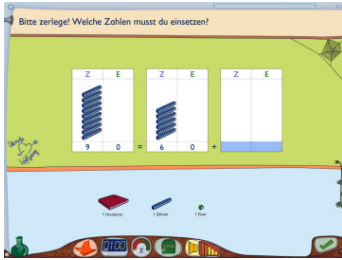 Bitte zerlege! Welche Zahlen musst du einsetzen?
Z E Z E Z E
9 0 = 6 0 +
1 Hunderter 1 Zehner 1 Einer